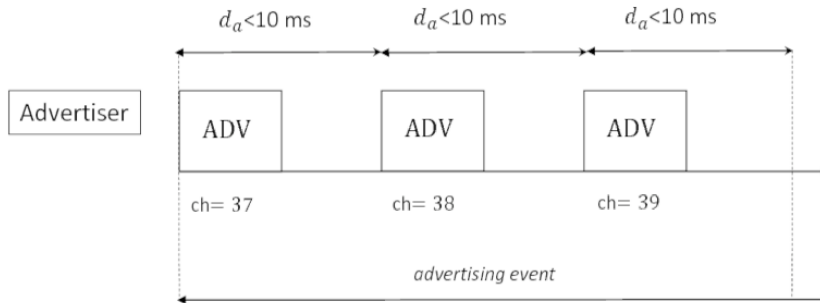 d_a<10 ms d_a<10 ms d_a<10 ms
Advertiser
ADV ADV ADV
ch= 37 ch= 38 ch= 39
advertising event